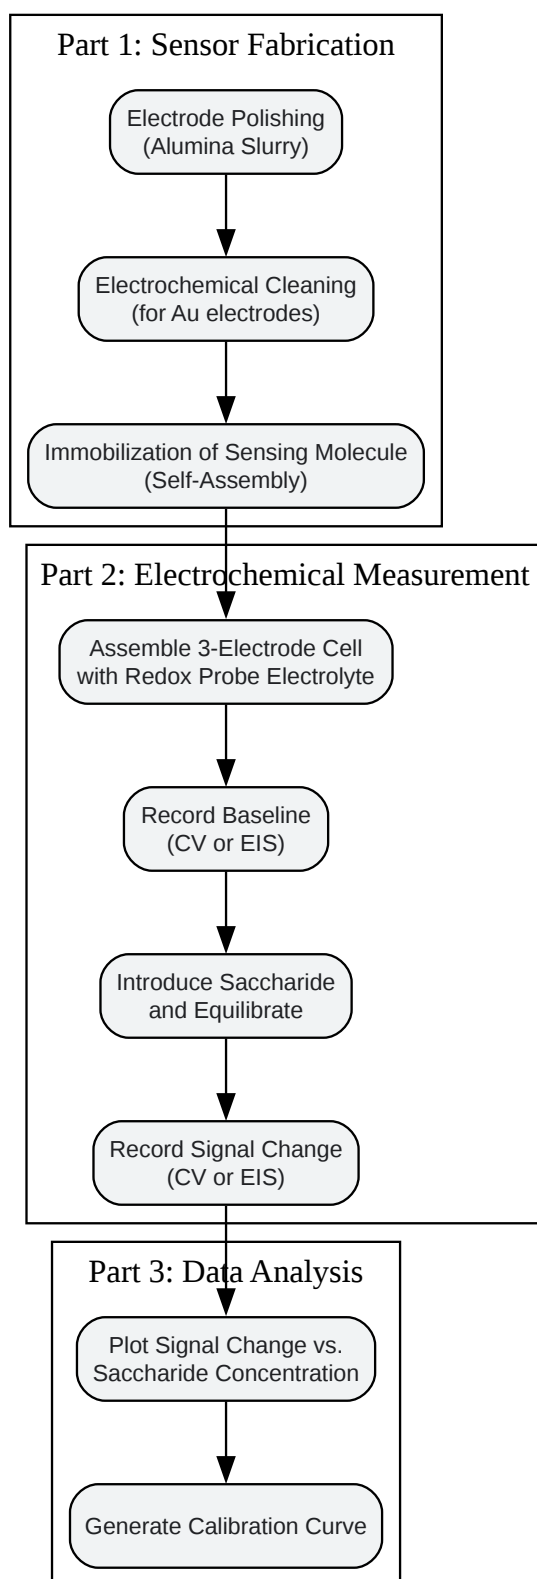 Part 1: Sensor Fabrication
Electrode Polishing
(Alumina Slurry)
Electrochemical Cleaning
(for Au electrodes)
Immobilization of Sensing Molecule
(Self-Assembly)
Part 2: Electrochemical Measurement
Assemble 3-Electrode Cell
with Redox Probe Electrolyte
Record Baseline
(CV or EIS)
Introduce Saccharide
and Equilibrate
Record Signal Change
(CV or EIS)
Part 3: Data Analysis
Plot Signal Change vs.
Saccharide Concentration
Generate Calibration Curve